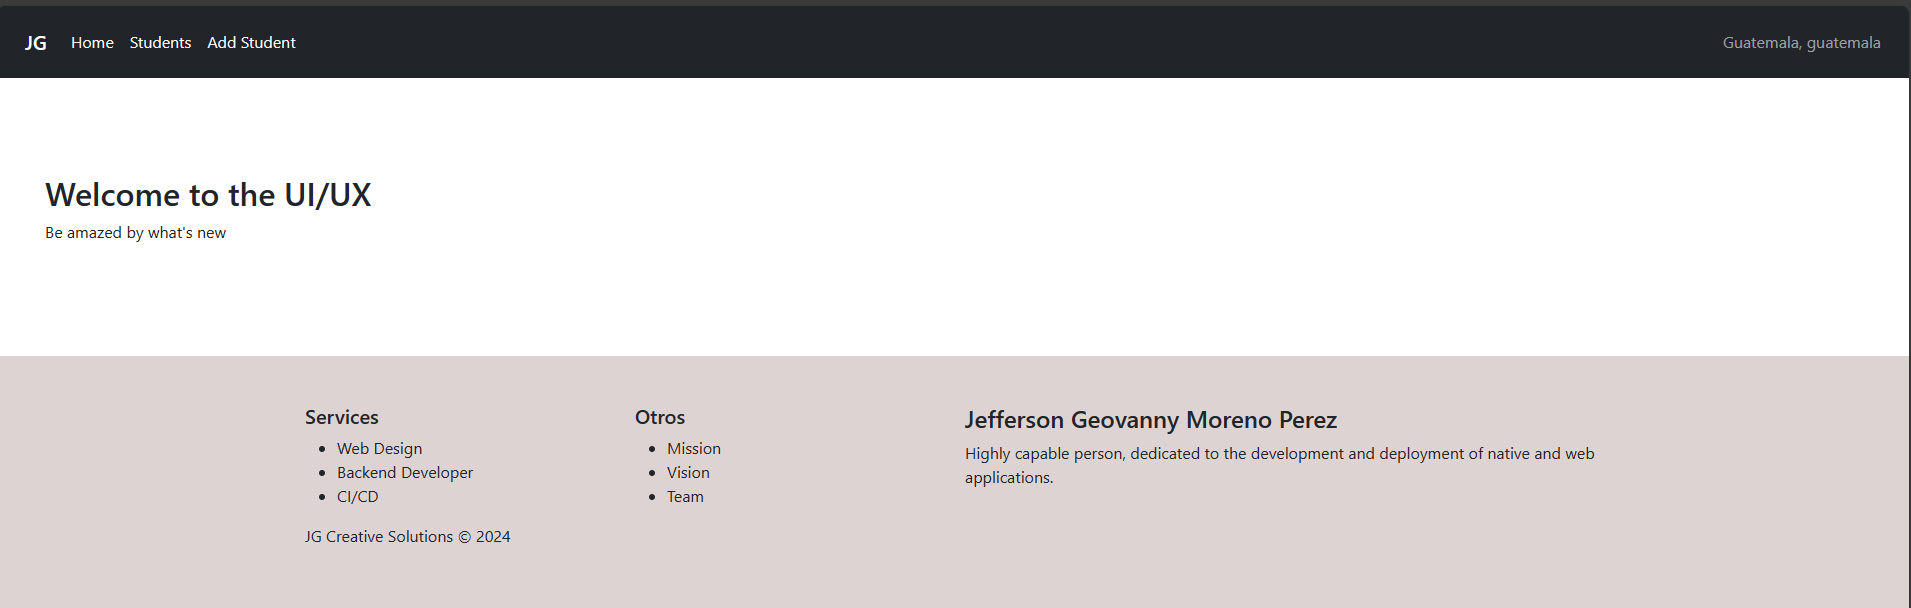 JG Home Students Add Student Guatemala, guatemala
Welcome to the UI/UX
Be amazed by what's new
Services
Web Design
Backend Developer
CI/CD
Otros
Mission
Vision
Team
Jefferson Geovanny Moreno Perez
Highly capable person, dedicated to the development and deployment of native and web
applications.
JG Creative Solutions © 2024